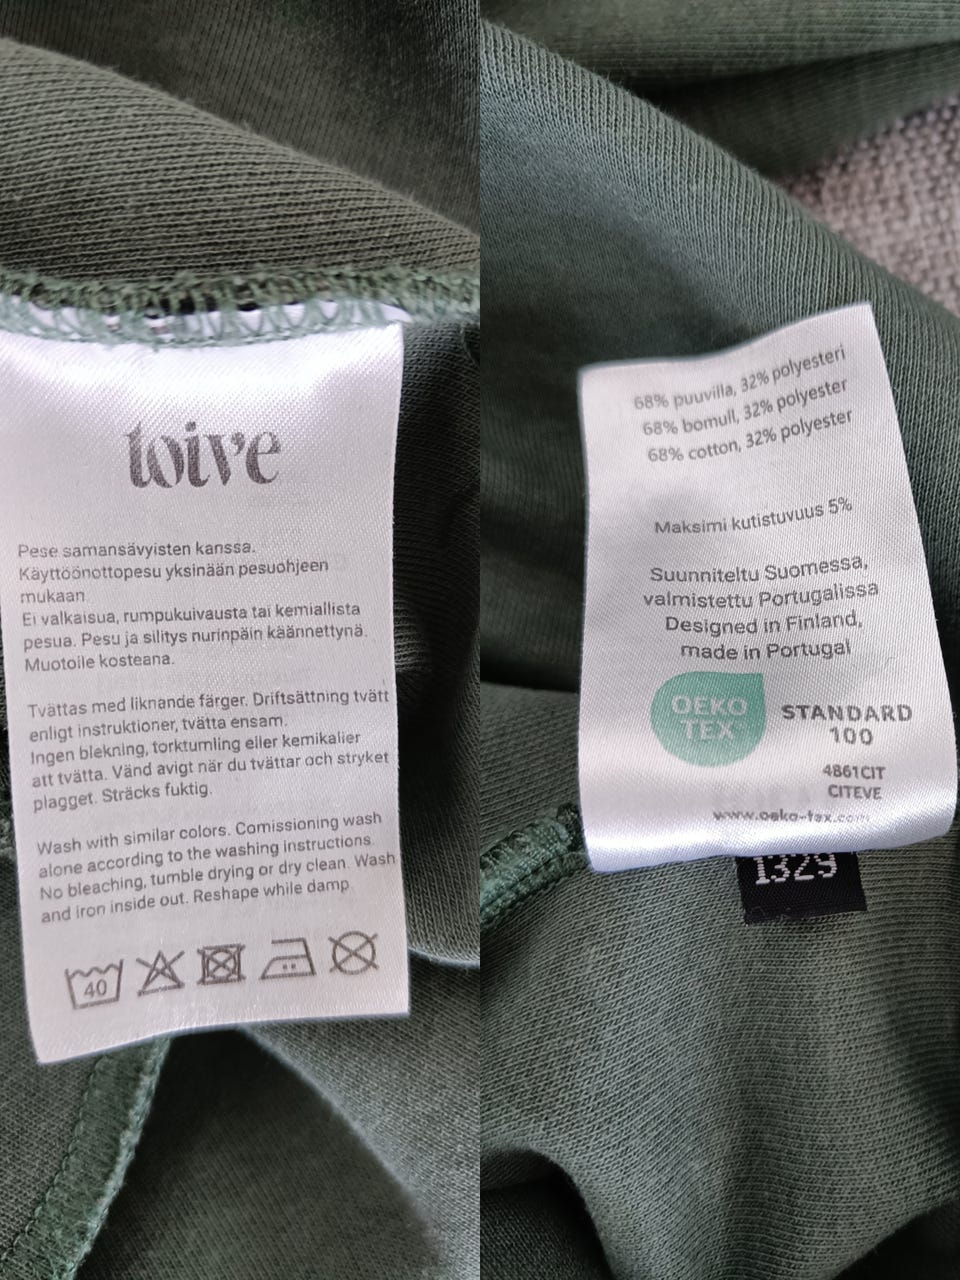 toive
Pese samansävyisten kanssa.
Käyttöönottopesu yksinään pesuohjeen
mukaan
Ei valkaisua, rumpukuivausta tai kemiallista
pesua. Pesu ja silitys nurinpäin käännettynä.
Muotoile kosteana.
Tvättas med liknande färger. Driftsättning tvätt
enligt instruktioner, tvätta ensam.
Ingen blekning, torktumling eller kemikalier
att tvätta. Vänd avigt när du tvättar och stryket
plagget. Sträcks fuktig.
Wash with similar colors. Comissioning wash
alone according to the washing instructions.
No bleaching, tumble drying or dry clean. Wash
and iron inside out. Reshape while damp
40
68% puuvilla, 32% polyesteri
68% bomull, 32% polyester
68% cotton, 32% polyester
Maksimi kutistuvuus 5%
Suunniteltu Suomessa,
valmistettu Portugalissa
Designed in Finland,
made in Portugal
OEKO
TEX
STANDARD
100
4861CIT
CITEVE
www.oeko-tex.com
1329